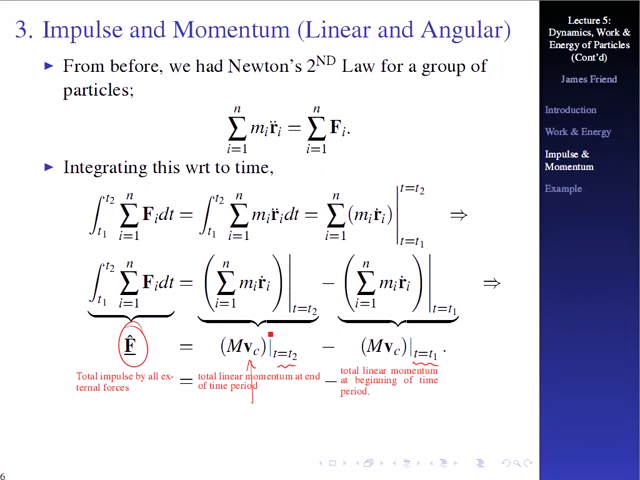 3. Impulse and Momentum (Linear and Angular)
► From before, we had Newton's 2ND Law for a group of
particles;
∑_{i=1}^{n} m_i r̈_i = ∑_{i=1}^{n} F_i.
► Integrating this wrt to time,
∫_{t_1}^{t_2} ∑_{i=1}^{n} F_i dt = ∫_{t_1}^{t_2} ∑_{i=1}^{n} m_i r̈_i dt = ∑_{i=1}^{n} (m_i ṙ_i) |_{t=t_1}^{t=t_2} ⇒
∫_{t_1}^{t_2} ∑_{i=1}^{n} F_i dt = (∑_{i=1}^{n} m_i ṙ_i)|_{t=t_2} − (∑_{i=1}^{n} m_i ṙ_i)|_{t=t_1} ⇒
F̂ = (Mv_c)|_{t=t_2} − (Mv_c)|_{t=t_1}.
Total impulse by all ex-
ternal forces
=
total linear momentum at end
of time period
−
total linear momentum
at beginning of time
period.
Lecture 5:
Dynamics, Work &
Energy of Particles
(Cont'd)
James Friend
Introduction
Work & Energy
Impulse &
Momentum
Example
6